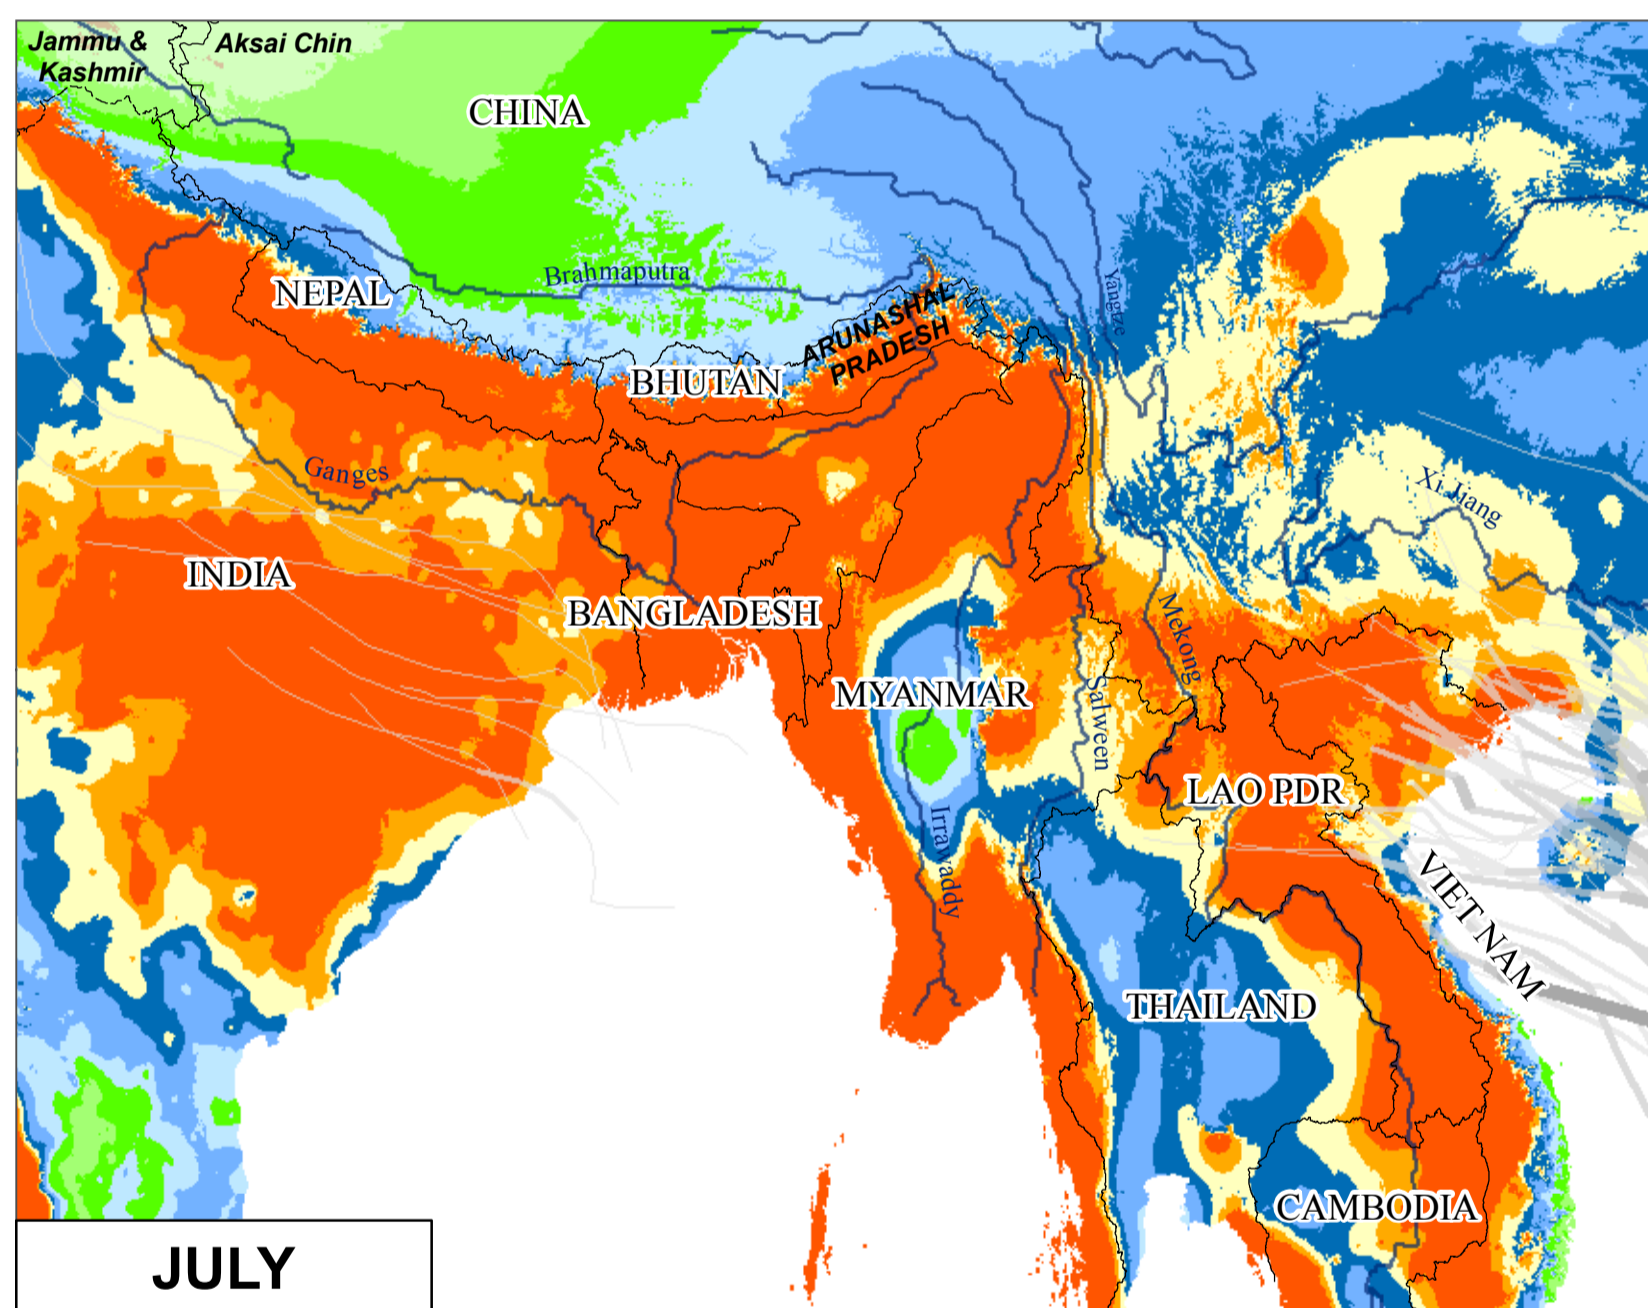 Jammu &
Kashmir
Aksai Chin
CHINA
Brahmaputra
NEPAL
Yangtze
ARUNASHAL
PRADESH
BHUTAN
Ganges
Xi Jiang
INDIA
BANGLADESH
Mekong
MYANMAR
Salween
LAO PDR
Irrawaddy
VIET NAM
THAILAND
CAMBODIA
JULY